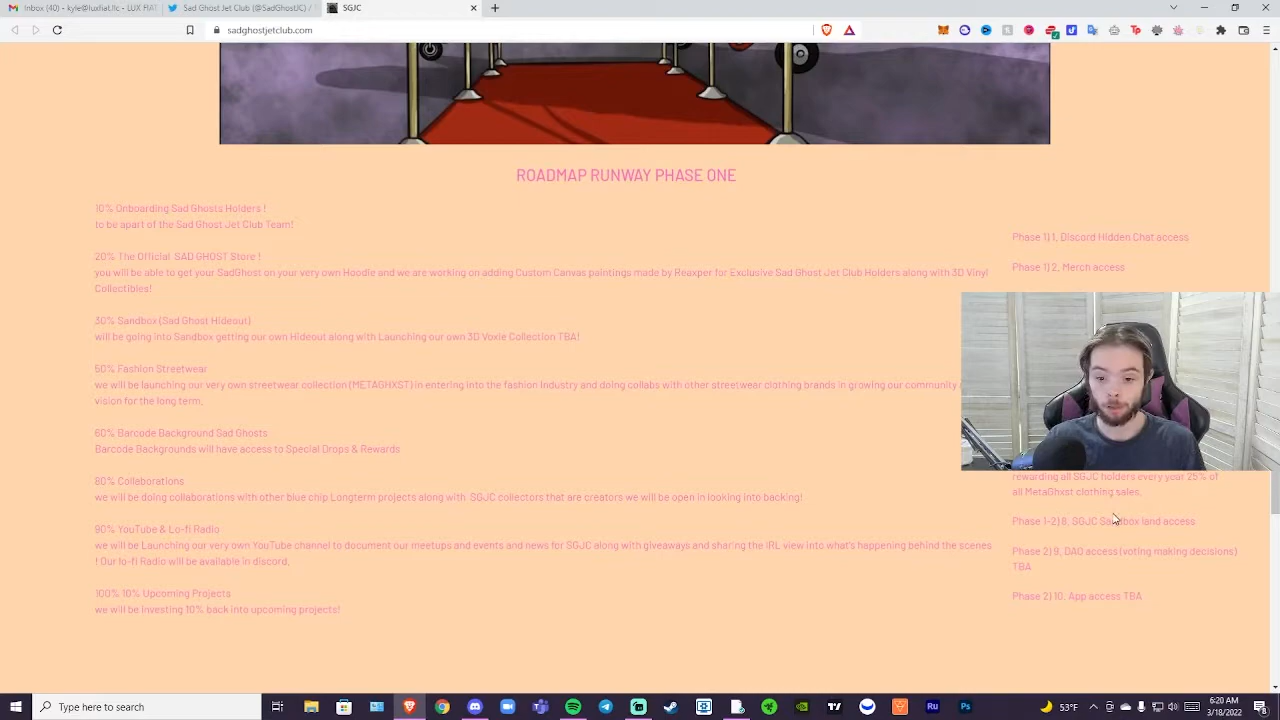 Inbox (40) - kyle@luxfiat.fi - LUX FIAT
Twitter (@SadGhostJC) /
SGJC
sadghostjetclub.com
ROADMAP RUNWAY PHASE ONE
10% Onboarding Sad Ghosts Holders !
to be apart of the Sad Ghost Jet Club Team!
20% The Official SAD GHOST Store !
you will be able to get your SadGhost on your very own Hoodie and we are working on adding Custom Canvas paintings made by Reaxper for Exclusive Sad Ghost Jet Club Holders along with 3D Vinyl
Collectibles!
30% Sandbox (Sad Ghost Hideout)
will be going into Sandbox getting our own Hideout along with Launching our own 3D Voxie Collection TBA!
50% Fashion Streetwear
we will be launching our very own streetwear collection (METAGHXST) in entering into the fashion Industry and doing collabs with other streetwear clothing brands in growing our community
vision for the long term.
60% Barcode Background Sad Ghosts
Barcode Backgrounds will have access to Special Drops & Rewards
80% Collaborations
we will be doing collaborations with other blue chip Longterm projects along with SGJC collectors that are creators we will be open in looking into backing!
90% YouTube & Lo-fi Radio
we will be Launching our very own YouTube channel to document our meetups and events and news for SGJC along with giveaways and sharing the IRL view into what's happening behind the scenes
! Our lo-fi Radio will be available in discord.
100% 10% Upcoming Projects
we will be investing 10% back into upcoming projects!
Phase 1) 1. Discord Hidden Chat access
Phase 1) 2. Merch access
rewarding all SGJC holders every year 25% of
all MetaGhxst clothing sales.
Phase 1-2) 8. SGJC Sandbox land access
Phase 2) 9. DAO access (voting making decisions)
TBA
Phase 2) 10. App access TBA
Type here to search
Ru
Ps
53°F
6:20 AM
3/18/2022